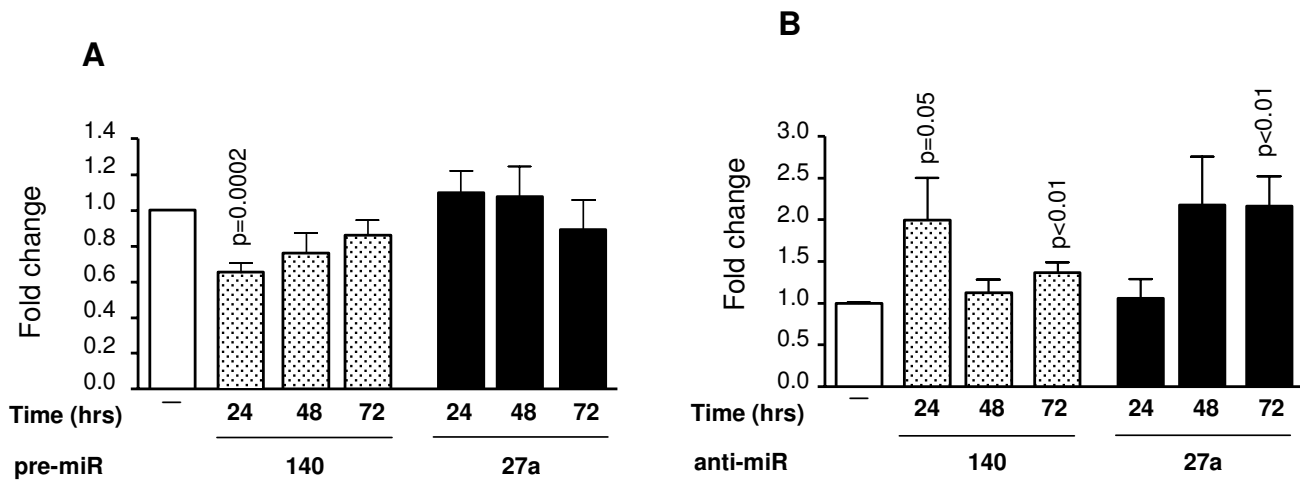 A
Fold change
1.4
1.2
1.0
0.8
0.6
0.4
0.2
0.0
p=0.0002
Time (hrs) – 24 48 72 24 48 72
pre-miR 140 27a
B
Fold change
3.0
2.5
2.0
1.5
1.0
0.5
0.0
p=0.05
p<0.01
p<0.01
Time (hrs) – 24 48 72 24 48 72
anti-miR 140 27a